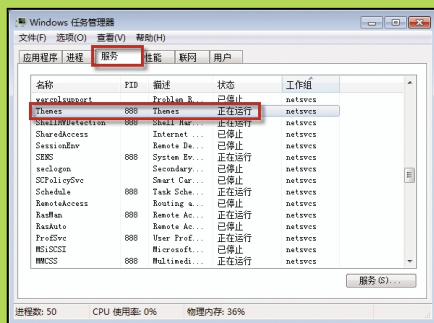 Windows 任务管理器
文件(F) 选项(O) 查看(V) 帮助(H)
应用程序 进程 服务 性能 联网 用户
名称 PID 描述 状态 工作组
wercplsupport Problem R... 已停止 netsvcs
Themes 888 Themes 正在运行 netsvcs
ShellHWDetection 888 Shell Har... 正在运行 netsvcs
SharedAccess Internet ... 已停止 netsvcs
SessionEnv Remote De... 已停止 netsvcs
SENS 888 System Ev... 正在运行 netsvcs
seclogon Secondary... 已停止 netsvcs
SCPolicySvc Smart Car... 已停止 netsvcs
Schedule 888 Task Sche... 正在运行 netsvcs
RemoteAccess Routing a... 已停止 netsvcs
RasMan 888 Remote Ac... 正在运行 netsvcs
RasAuto Remote Ac... 已停止 netsvcs
ProfSvc 888 User Prof... 正在运行 netsvcs
MSiSCSI Microsoft... 已停止 netsvcs
MMCSS 888 Multimedi... 正在运行 netsvcs
服务(S)...
进程数: 50 CPU 使用率: 0% 物理内存: 36%